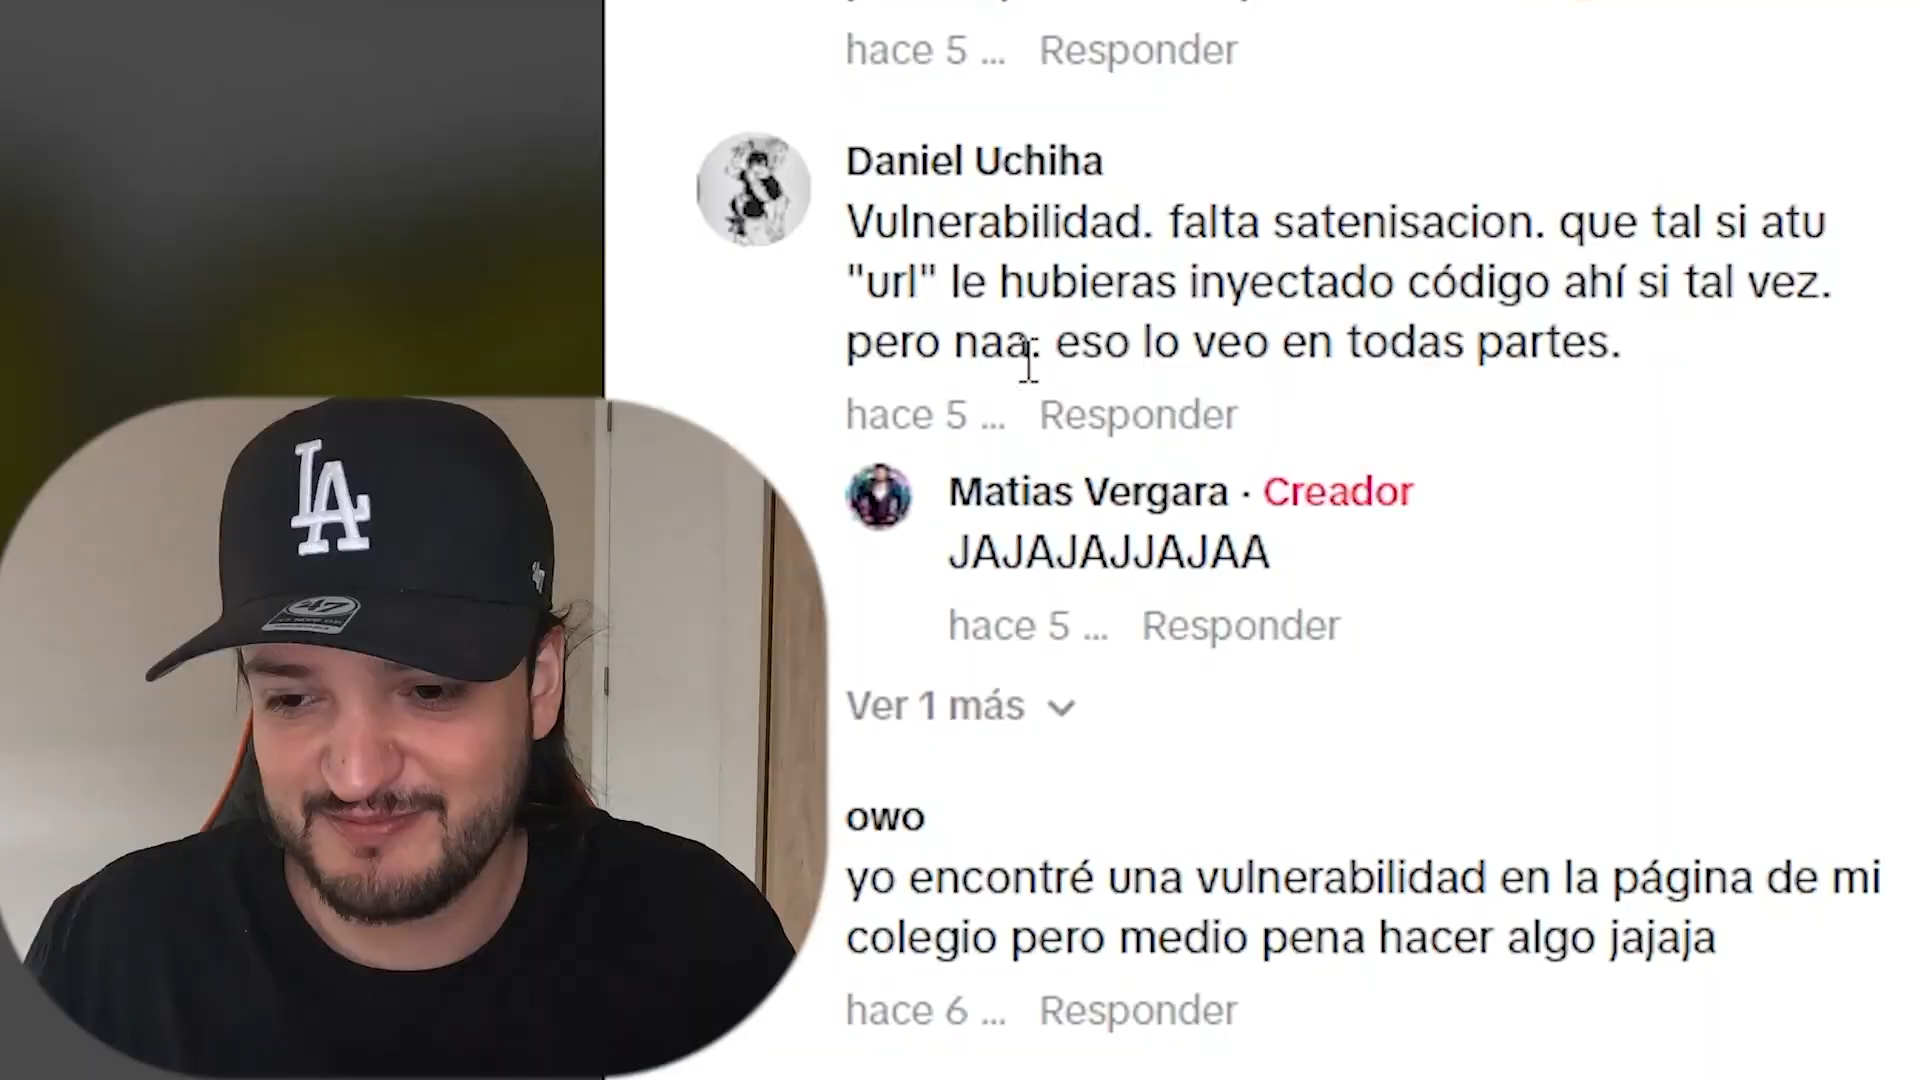 hace 5 ... Responder
Daniel Uchiha
Vulnerabilidad. falta satenisacion. que tal si atu
"url" le hubieras inyectado código ahí si tal vez.
pero naa. eso lo veo en todas partes.
hace 5 ... Responder
Matias Vergara · Creador
JAJAJAJJAJAA
hace 5 ... Responder
Ver 1 más
owo
yo encontré una vulnerabilidad en la página de mi
colegio pero medio pena hacer algo jajaja
hace 6 ... Responder
LA
47